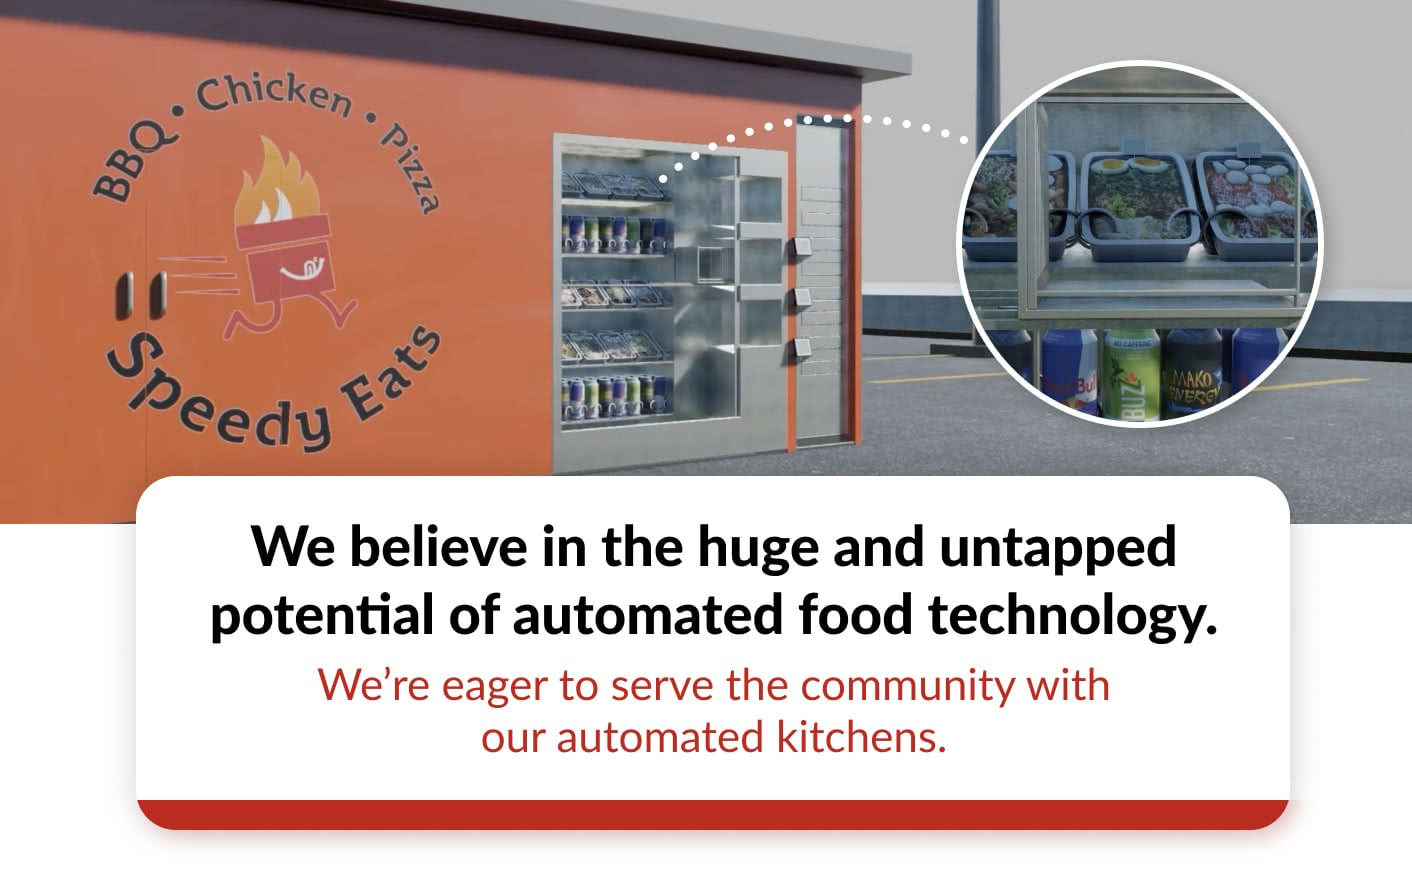 BBQ • Chicken • Pizza
Speedy Eats
NO CAFFEINE
Red Bull
BUZ
MAKO
ENERGY
We believe in the huge and untapped
potential of automated food technology.
We’re eager to serve the community with
our automated kitchens.